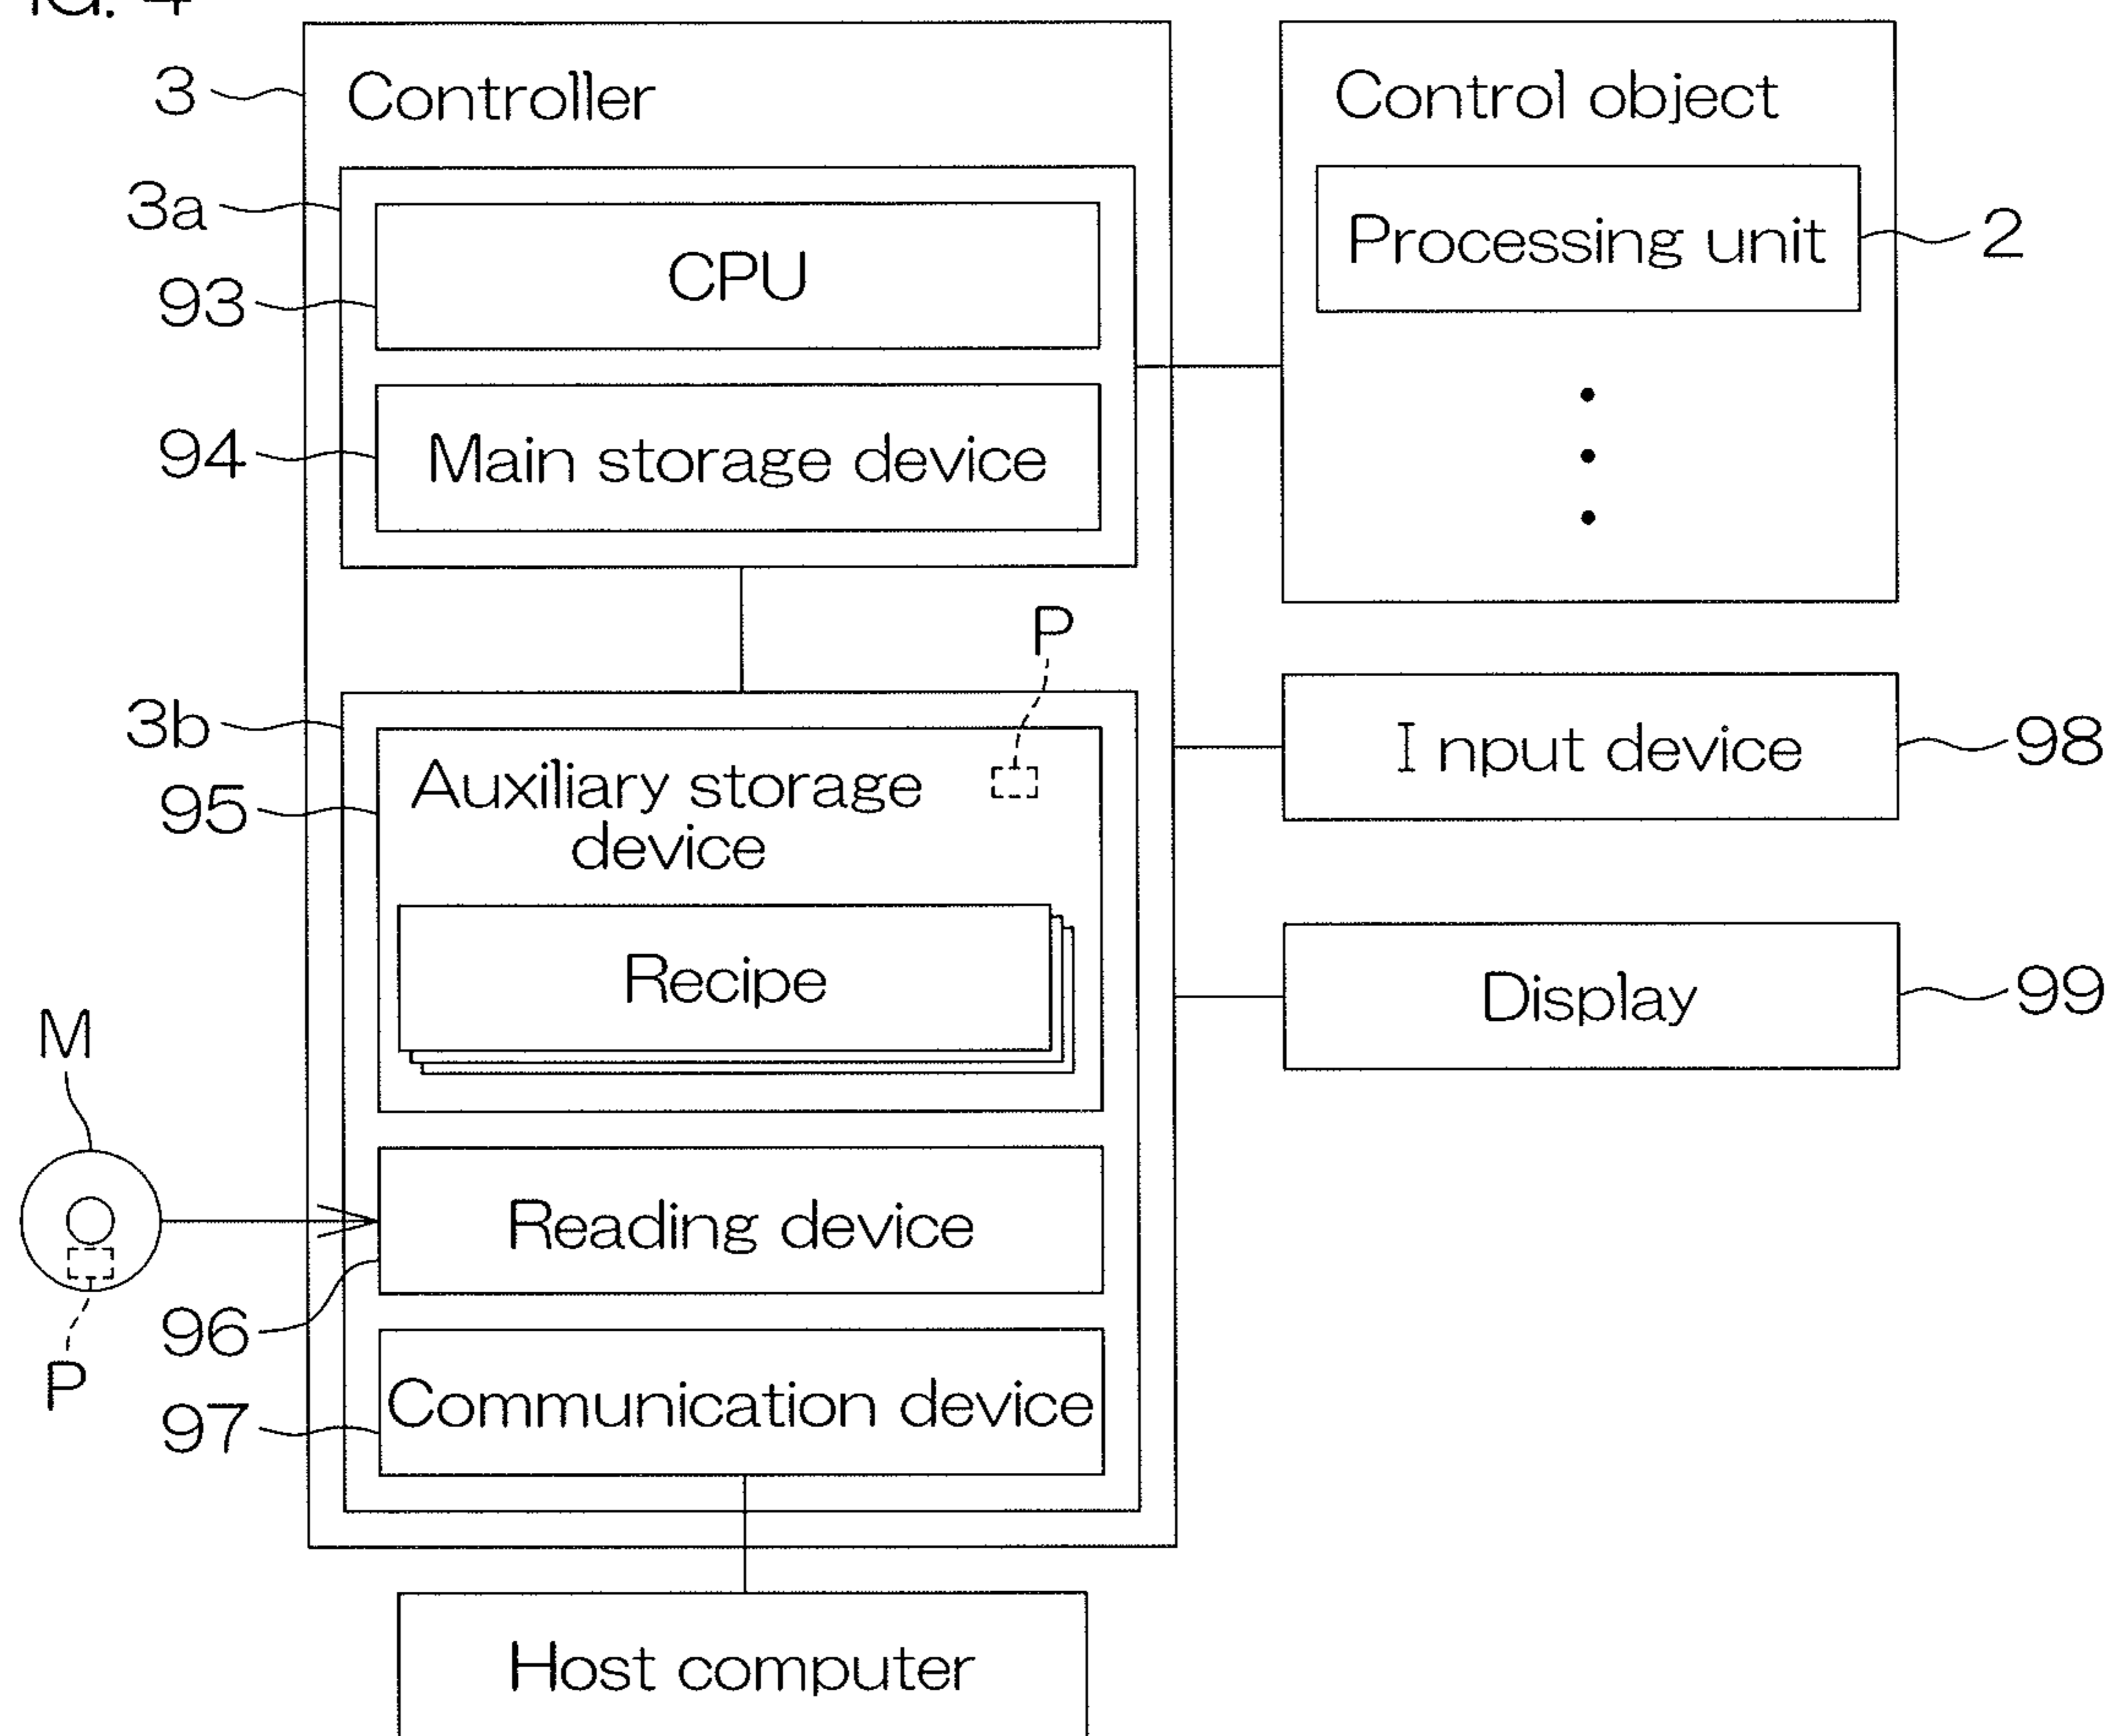 3 Controller Control object
3a
CPU
Processing unit 2
93
94 Main storage device
P
3b
Auxiliary storage
device
95
I nput device 98
Recipe
Display 99
M
Reading device
96
P
Communication device
97
Host computer